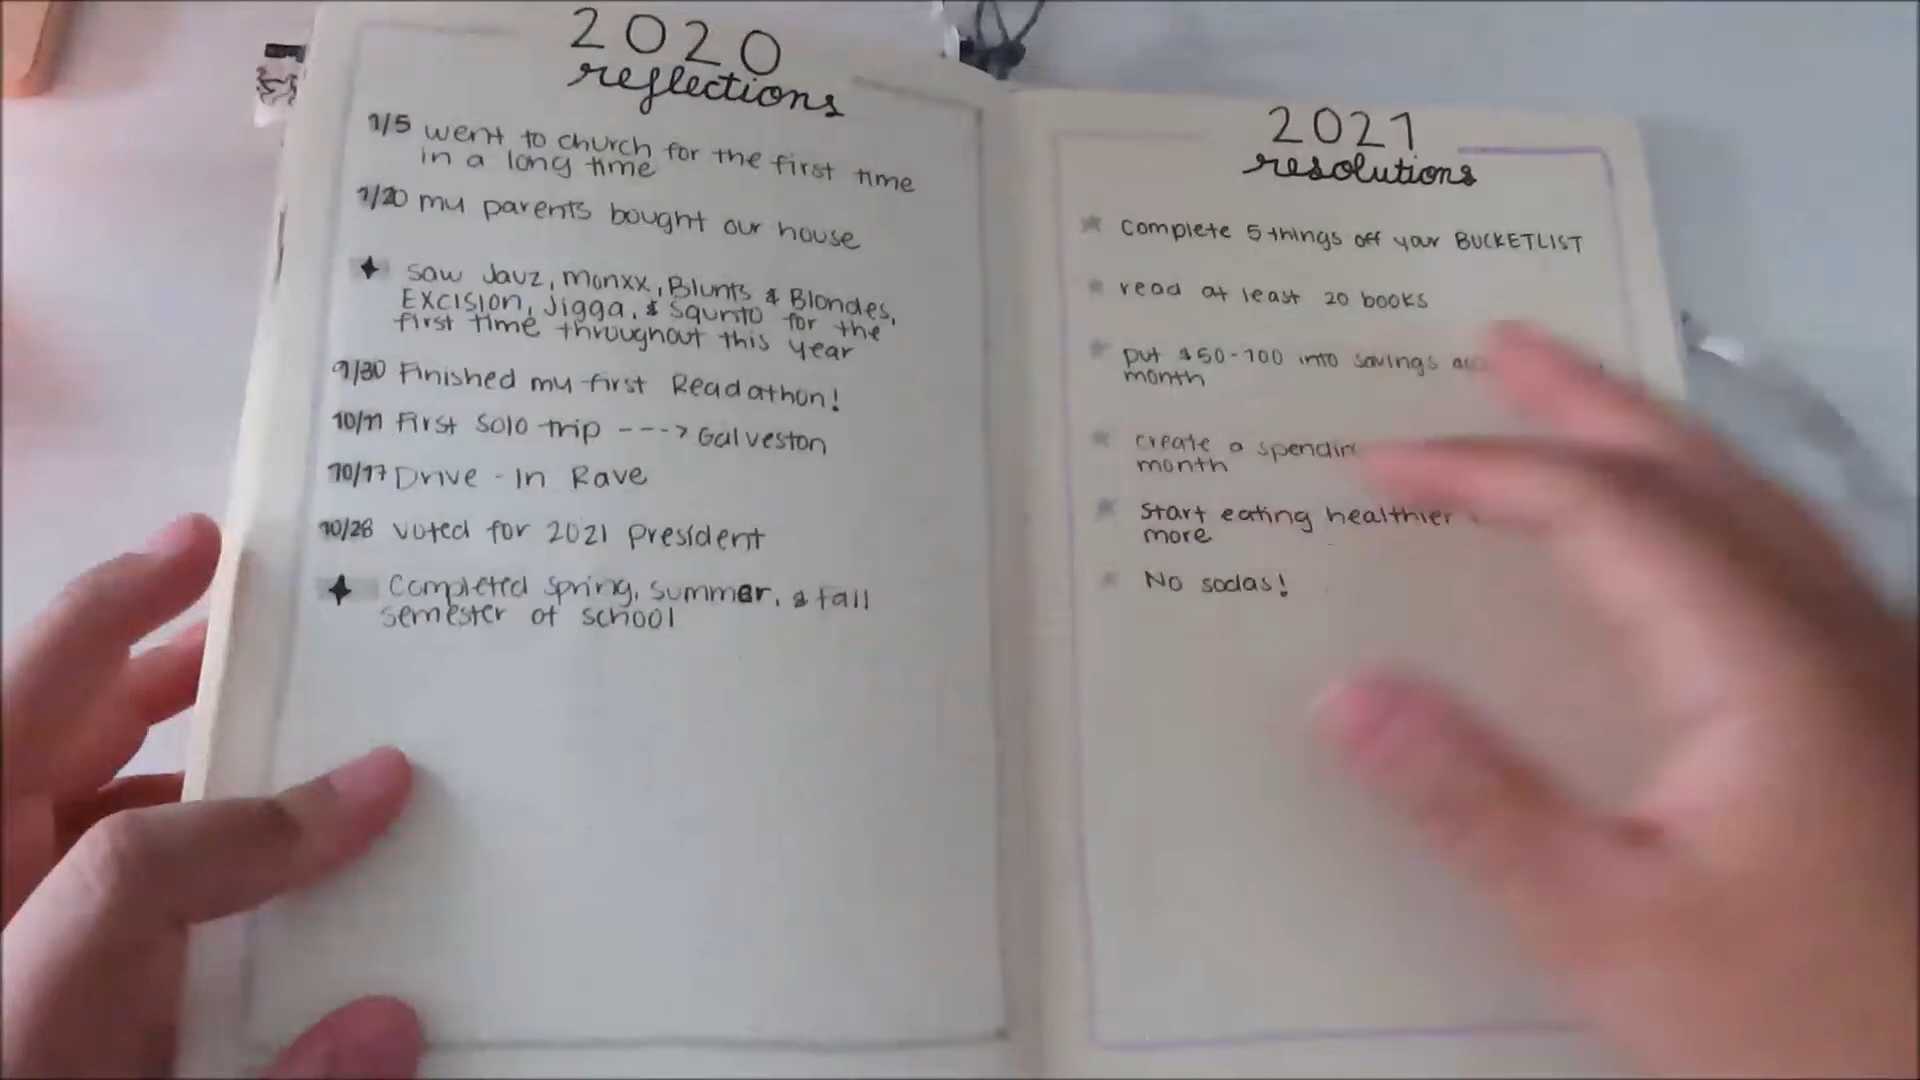 2020
reflections
1/5 went to church for the first time
in a long time
1/20 my parents bought our house
saw Jauz, Monxx, Blunts & Blondes,
EXCISION, Jigga, & Squnto for the
first time throughout this year
9/30 Finished my first Readathon!
10/11 First solo trip ---> Galveston
10/17 Drive-In Rave
10/28 voted for 2021 president
Completed spring, summer, & fall
semester of school
2021
resolutions
complete 5 things off your BUCKETLIST
read at least 20 books
put $50-100 into savings
month
create a
month
start eating healthier
more
No sodas!